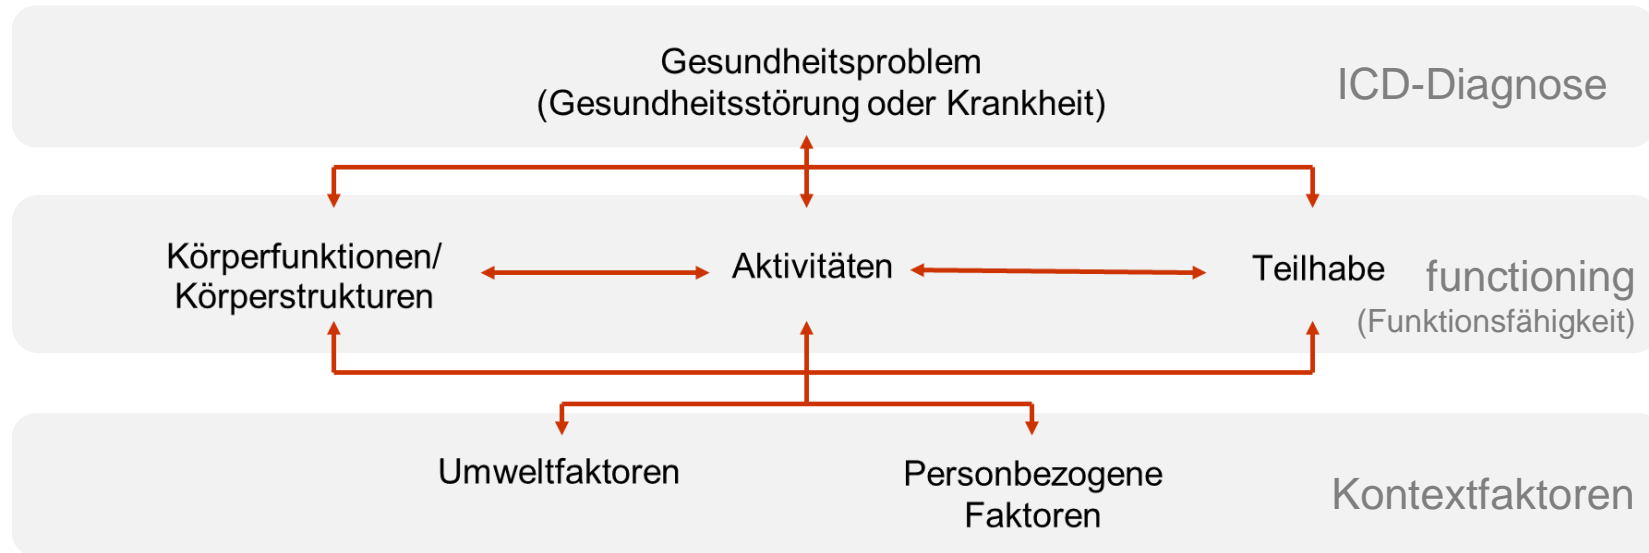 Gesundheitsproblem
(Gesundheitsstörung oder Krankheit)
ICD-Diagnose
Körperfunktionen/
Körperstrukturen
Aktivitäten
Teilhabe
functioning
(Funktionsfähigkeit)
Umweltfaktoren
Personbezogene
Faktoren
Kontextfaktoren